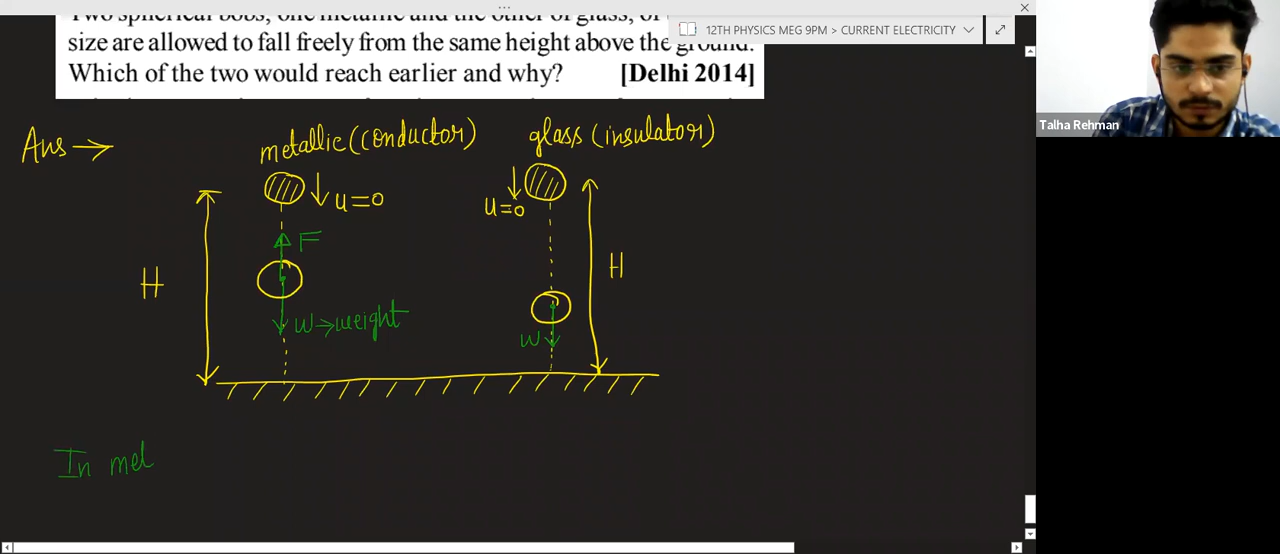 Two spherical bobs, one metallic and the other of glass, of
size are allowed to fall freely from the same height above the ground.
Which of the two would reach earlier and why? [Delhi 2014]
12TH PHYSICS MEG 9PM > CURRENT ELECTRICITY
Talha Rehman
Ans →
metallic (conductor)
glass (insulator)
u=0
u=0
F
H
H
W→weight
W
In met